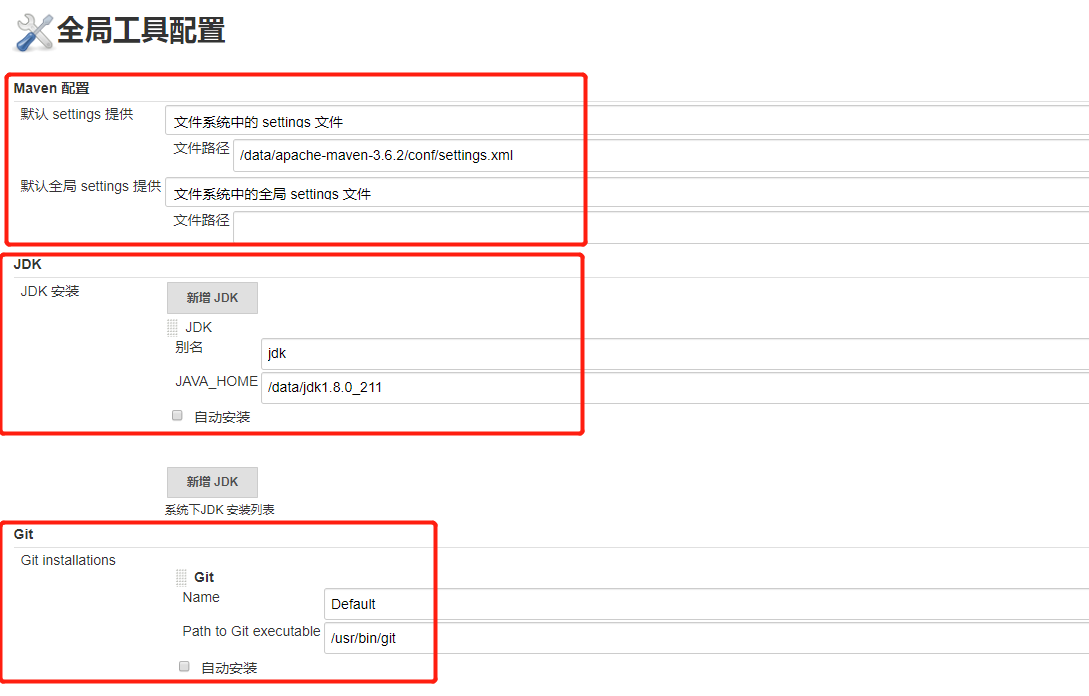 全局工具配置
Maven 配置
默认 settings 提供
文件系统中的 settings 文件
文件路径
/data/apache-maven-3.6.2/conf/settings.xml
默认全局 settings 提供
文件系统中的全局 settings 文件
文件路径
JDK
JDK 安装
新增 JDK
JDK
别名
jdk
JAVA_HOME
/data/jdk1.8.0_211
自动安装
新增 JDK
系统下JDK 安装列表
Git
Git installations
Git
Name
Default
Path to Git executable
/usr/bin/git
自动安装